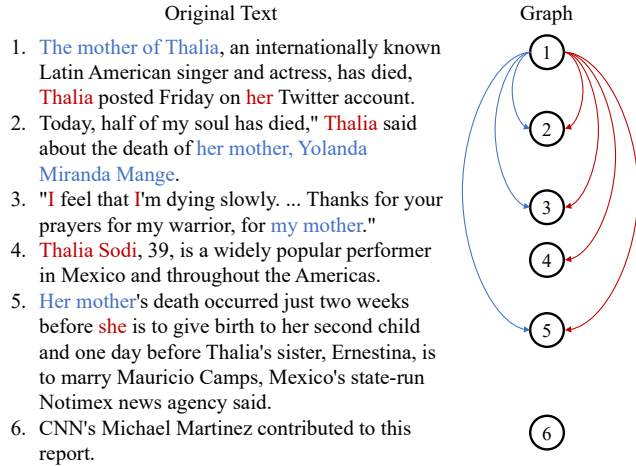 Original Text
Graph
1. The mother of Thalia, an internationally known
Latin American singer and actress, has died,
Thalia posted Friday on her Twitter account.
2. Today, half of my soul has died," Thalia said
about the death of her mother, Yolanda
Miranda Mange.
3. "I feel that I'm dying slowly. ... Thanks for your
prayers for my warrior, for my mother."
4. Thalia Sodi, 39, is a widely popular performer
in Mexico and throughout the Americas.
5. Her mother's death occurred just two weeks
before she is to give birth to her second child
and one day before Thalia's sister, Ernestina, is
to marry Mauricio Camps, Mexico's state-run
Notimex news agency said.
6. CNN's Michael Martinez contributed to this
report.
1
2
3
4
5
6